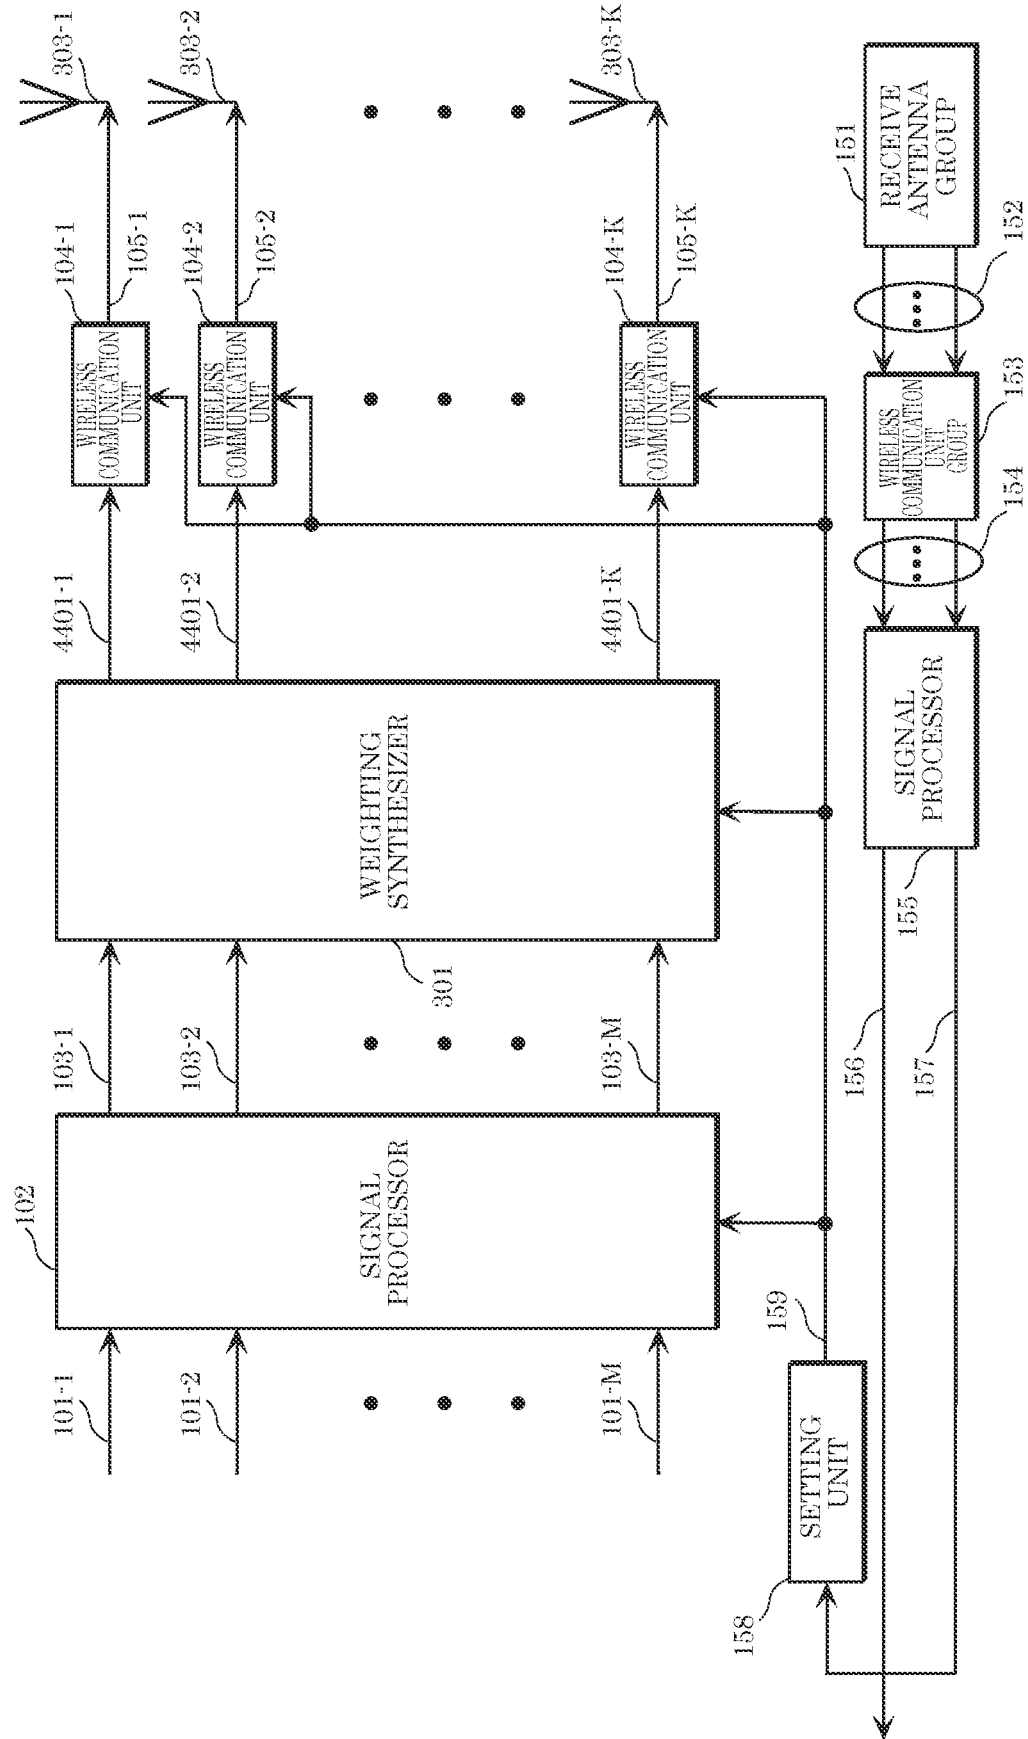 101-1
101-2
101-M
102
SIGNAL
PROCESSOR
103-1
103-2
103-M
301
WEIGHTING
SYNTHESIZER
4401-1
4401-2
4401-K
104-1
WIRELESS
COMMUNICATION
UNIT
105-1
303-1
104-2
WIRELESS
COMMUNICATION
UNIT
105-2
303-2
104-K
WIRELESS
COMMUNICATION
UNIT
105-K
303-K
158
SETTING
UNIT
159
156
157
155
SIGNAL
PROCESSOR
154
WIRELESS
COMMUNICATION
UNIT
GROUP
153
152
151
RECEIVE
ANTENNA
GROUP